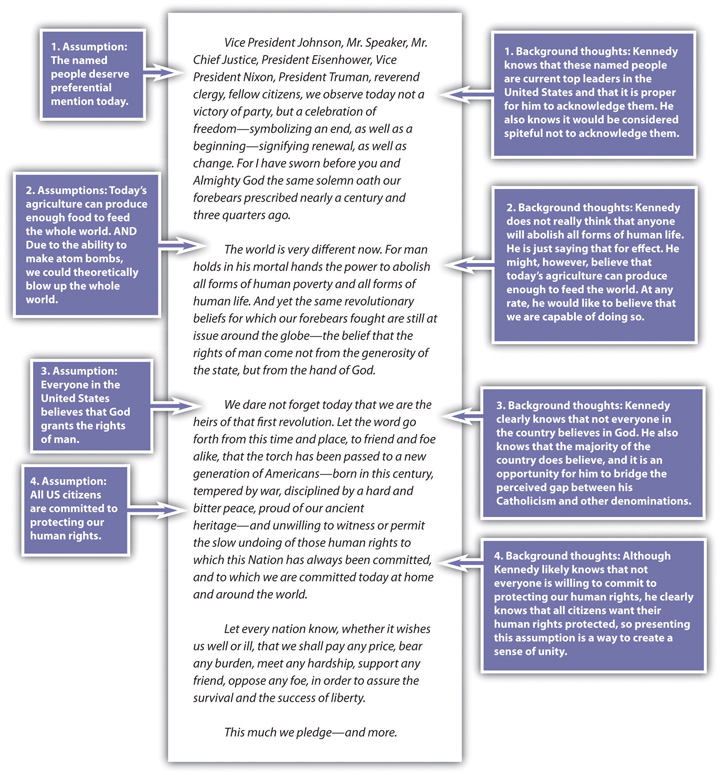 1. Assumption:
The named
people deserve
preferential
mention today.
2. Assumptions: Today's
agriculture can produce
enough food to feed
the whole world. AND
Due to the ability to
make atom bombs,
we could theoretically
blow up the whole
world.
3. Assumption:
Everyone in the
United States
believes that God
grants the rights
of man.
4. Assumption:
All US citizens
are committed to
protecting our
human rights.
Vice President Johnson, Mr. Speaker, Mr.
Chief Justice, President Eisenhower, Vice
President Nixon, President Truman, reverend
clergy, fellow citizens, we observe today not a
victory of party, but a celebration of
freedom—symbolizing an end, as well as a
beginning—signifying renewal, as well as
change. For I have sworn before you and
Almighty God the same solemn oath our
forebears prescribed nearly a century and
three quarters ago.
The world is very different now. For man
holds in his mortal hands the power to abolish
all forms of human poverty and all forms of
human life. And yet the same revolutionary
beliefs for which our forebears fought are still at
issue around the globe—the belief that the
rights of man come not from the generosity of
the state, but from the hand of God.
We dare not forget today that we are the
heirs of that first revolution. Let the word go
forth from this time and place, to friend and foe
alike, that the torch has been passed to a new
generation of Americans—born in this century,
tempered by war, disciplined by a hard and
bitter peace, proud of our ancient
heritage—and unwilling to witness or permit
the slow undoing of those human rights to
which this Nation has always been committed,
and to which we are committed today at home
and around the world.
Let every nation know, whether it wishes
us well or ill, that we shall pay any price, bear
any burden, meet any hardship, support any
friend, oppose any foe, in order to assure the
survival and the success of liberty.
This much we pledge—and more.
1. Background thoughts: Kennedy
knows that these named people
are current top leaders in the
United States and that it is proper
for him to acknowledge them. He
also knows it would be considered
spiteful not to acknowledge them.
2. Background thoughts: Kennedy
does not really think that anyone
will abolish all forms of human life.
He is just saying that for effect. He
might, however, believe that
today's agriculture can produce
enough to feed the world. At any
rate, he would like to believe that
we are capable of doing so.
3. Background thoughts: Kennedy
clearly knows that not everyone in
the country believes in God. He also
knows that the majority of the
country does believe, and it is an
opportunity for him to bridge the
perceived gap between his
Catholicism and other denominations.
4. Background thoughts: Although
Kennedy likely knows that not
everyone is willing to commit to
protecting our human rights, he clearly
knows that all citizens want their
human rights protected, so presenting
this assumption is a way to create a
sense of unity.